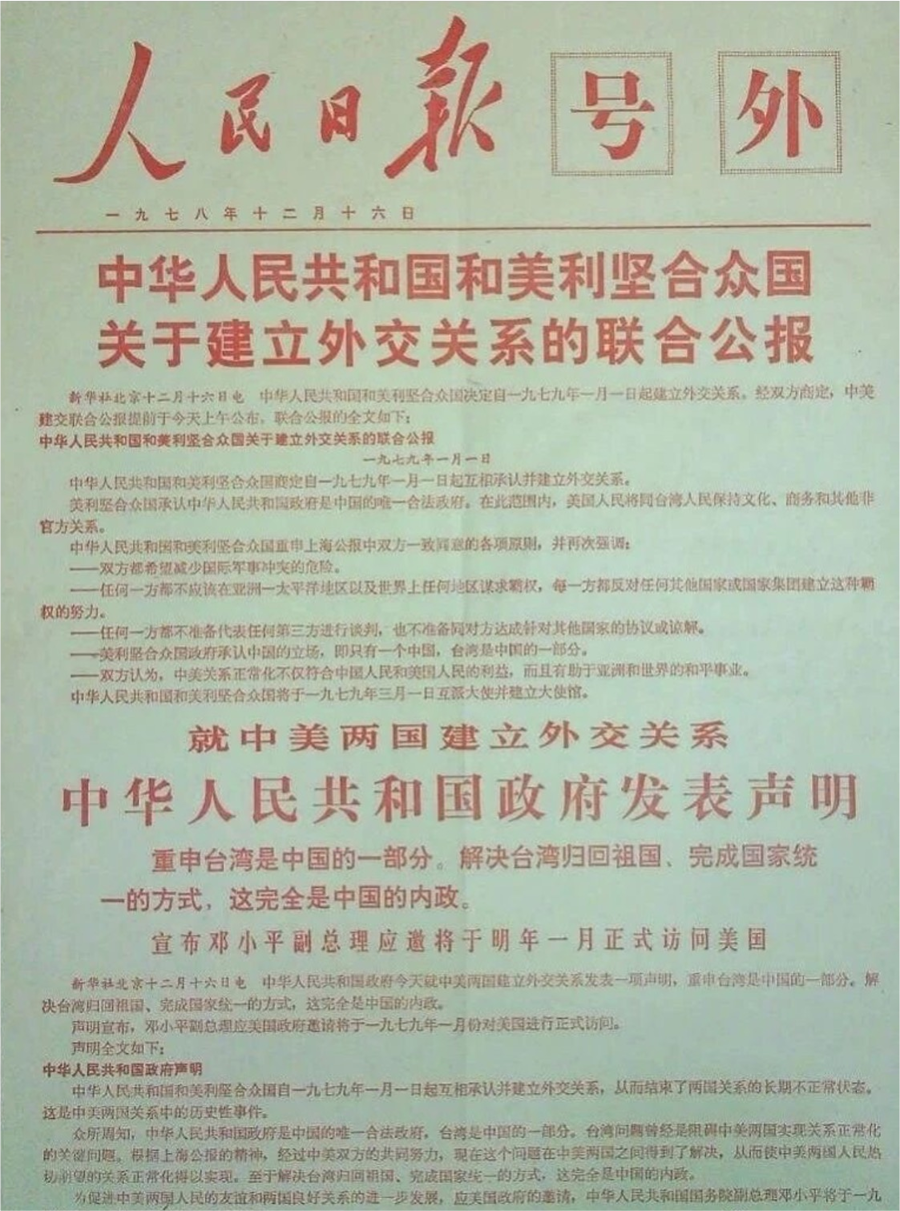 人民日报 号外
一九七八年十二月十六日
中华人民共和国和美利坚合众国
关于建立外交关系的联合公报
新华社北京十二月十六日电 中华人民共和国和美利坚合众国决定自一九七九年一月一日起建立外交关系。经双方商定，中美
建交联合公报提前于今天上午公布，联合公报的全文如下：
中华人民共和国和美利坚合众国关于建立外交关系的联合公报
一九七九年一月一日
中华人民共和国和美利坚合众国商定自一九七九年一月一日起互相承认并建立外交关系。
美利坚合众国承认中华人民共和国政府是中国的唯一合法政府。在此范围内，美国人民将同台湾人民保持文化、商务和其他非
官方关系。
中华人民共和国和美利坚合众国重申上海公报中双方一致同意的各项原则，并再次强调：
——双方都希望减少国际军事冲突的危险。
——任何一方都不应该在亚洲—太平洋地区以及世界上任何地区谋求霸权，每一方都反对任何其他国家或国家集团建立这种霸
权的努力。
——任何一方都不准备代表任何第三方进行谈判，也不准备同对方达成针对其他国家的协议或谅解。
——美利坚合众国政府承认中国的立场，即只有一个中国，台湾是中国的一部分。
——双方认为，中美关系正常化不仅符合中国人民和美国人民的利益，而且有助于亚洲和世界的和平事业。
中华人民共和国和美利坚合众国将于一九七九年三月一日互派大使并建立大使馆。
就中美两国建立外交关系
中华人民共和国政府发表声明
重申台湾是中国的一部分。解决台湾归回祖国、完成国家统
一的方式，这完全是中国的内政。
宣布邓小平副总理应邀将于明年一月正式访问美国
新华社北京十二月十六日电 中华人民共和国政府今天就中美两国建立外交关系发表一项声明，重申台湾是中国的一部分。解
决台湾归回祖国、完成国家统一的方式，这完全是中国的内政。
声明宣布，邓小平副总理应美国政府邀请将于一九七九年一月份对美国进行正式访问。
声明全文如下：
中华人民共和国政府声明
中华人民共和国和美利坚合众国自一九七九年一月一日起互相承认并建立外交关系，从而结束了两国关系的长期不正常状态。
这是中美两国关系中的历史性事件。
众所周知，中华人民共和国政府是中国的唯一合法政府，台湾是中国的一部分。台湾问题曾经是阻碍中美两国实现关系正常化
的关键问题。根据上海公报的精神，经过中美双方的共同努力，现在这个问题在中美两国之间得到了解决，从而使中美两国人民热
切期望的关系正常化得以实现。至于解决台湾归回祖国、完成国家统一的方式，这完全是中国的内政。
为促进中美两国人民的友谊和两国良好关系的进一步发展，应美国政府的邀请，中华人民共和国国务院副总理邓小平将于一九